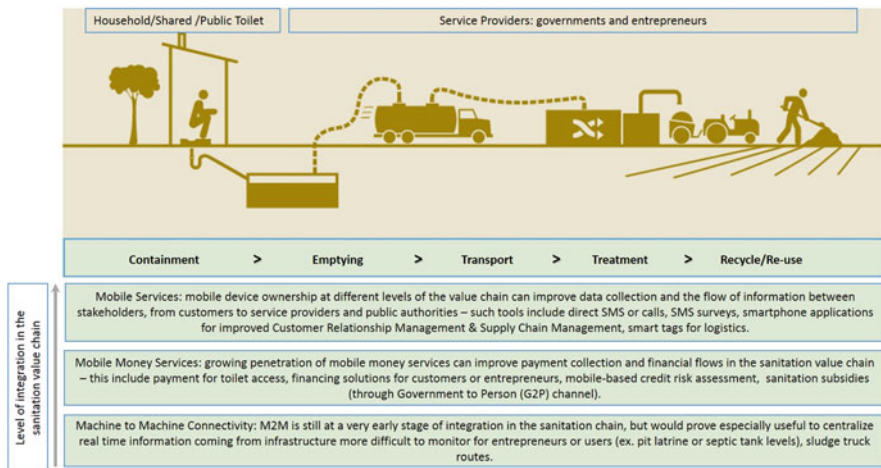 Household/Shared /Public Toilet
Service Providers: governments and entrepreneurs
Containment > Emptying > Transport > Treatment > Recycle/Re-use
Level of integration in the
sanitation value chain
Mobile Services: mobile device ownership at different levels of the value chain can improve data collection and the flow of information between
stakeholders, from customers to service providers and public authorities – such tools include direct SMS or calls, SMS surveys, smartphone applications
for improved Customer Relationship Management & Supply Chain Management, smart tags for logistics.
Mobile Money Services: growing penetration of mobile money services can improve payment collection and financial flows in the sanitation value chain
– this include payment for toilet access, financing solutions for customers or entrepreneurs, mobile-based credit risk assessment, sanitation subsidies
(through Government to Person (G2P) channel).
Machine to Machine Connectivity: M2M is still at a very early stage of integration in the sanitation chain, but would prove especially useful to centralize
real time information coming from infrastructure more difficult to monitor for entrepreneurs or users (ex. pit latrine or septic tank levels), sludge truck
routes.